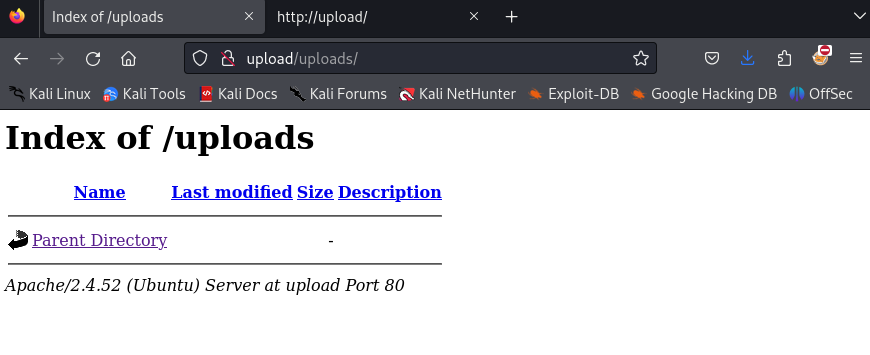 Index of /uploads
http://upload/
upload/uploads/
Kali Linux Kali Tools Kali Docs Kali Forums Kali NetHunter Exploit-DB Google Hacking DB OffSec
Index of /uploads
Name Last modified Size Description
Parent Directory -
Apache/2.4.52 (Ubuntu) Server at upload Port 80